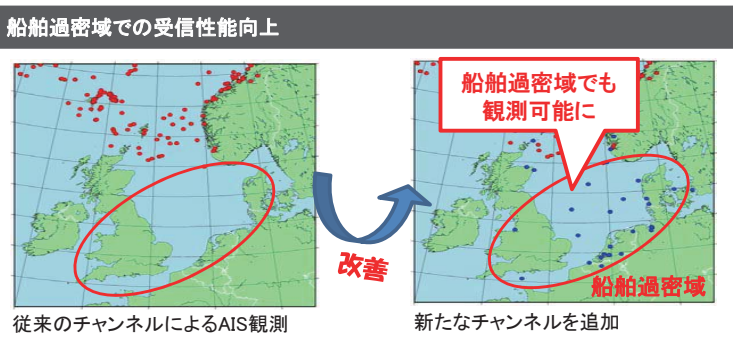 船舶過密域での受信性能向上
船舶過密域でも
観測可能に
改善
船舶過密域
従来のチャンネルによるAIS観測
新たなチャンネルを追加